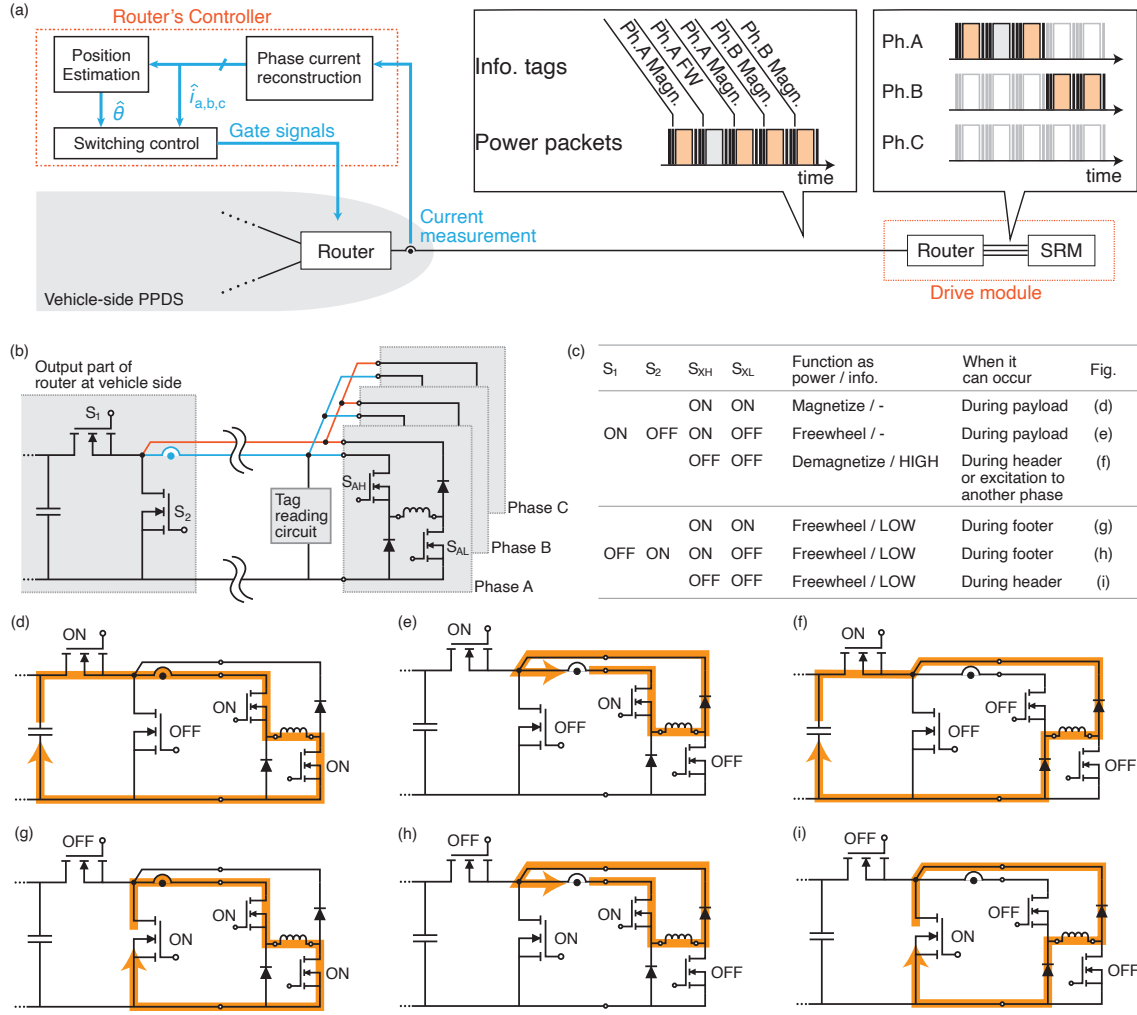 (a)
Router's Controller
Position
Estimation
Phase current
reconstruction
θ̂
î a,b,c
Switching control
Gate signals
Router
Current
measurement
Vehicle-side PPDS
Info. tags
Ph.A Magn.
Ph.A FW
Ph.A Magn.
Ph.B Magn.
Ph.B Magn.
Power packets
time
Ph.A
Ph.B
Ph.C
time
Router
SRM
Drive module
(b)
Output part of
router at vehicle side
S1
S2
Tag
reading
circuit
SAH
SAL
Phase C
Phase B
Phase A
(c)
S1 S2 SXH SXL Function as power / info. When it can occur Fig.
ON ON Magnetize / - During payload (d)
ON OFF ON OFF Freewheel / - During payload (e)
OFF OFF Demagnetize / HIGH During header or excitation to another phase (f)
ON ON Freewheel / LOW During footer (g)
OFF ON ON OFF Freewheel / LOW During footer (h)
OFF OFF Freewheel / LOW During header (i)
(d)
ON
ON
OFF
ON
(e)
ON
ON
OFF
OFF
(f)
ON
OFF
OFF
OFF
(g)
OFF
ON
ON
ON
(h)
OFF
ON
ON
OFF
(i)
OFF
OFF
ON
OFF